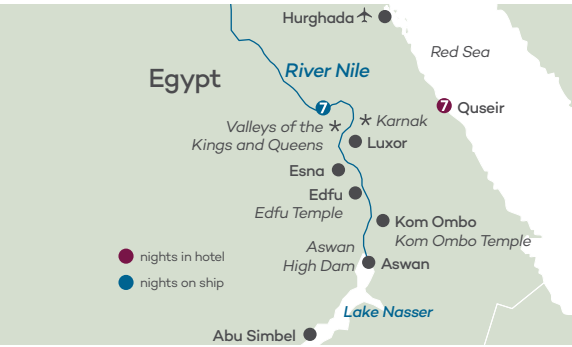 Hurghada
Red Sea
River Nile
Egypt
7
7 Quseir
Karnak
Valleys of the
Kings and Queens
Luxor
Esna
Edfu
Edfu Temple
Kom Ombo
Kom Ombo Temple
Aswan
High Dam
Aswan
nights in hotel
nights on ship
Lake Nasser
Abu Simbel